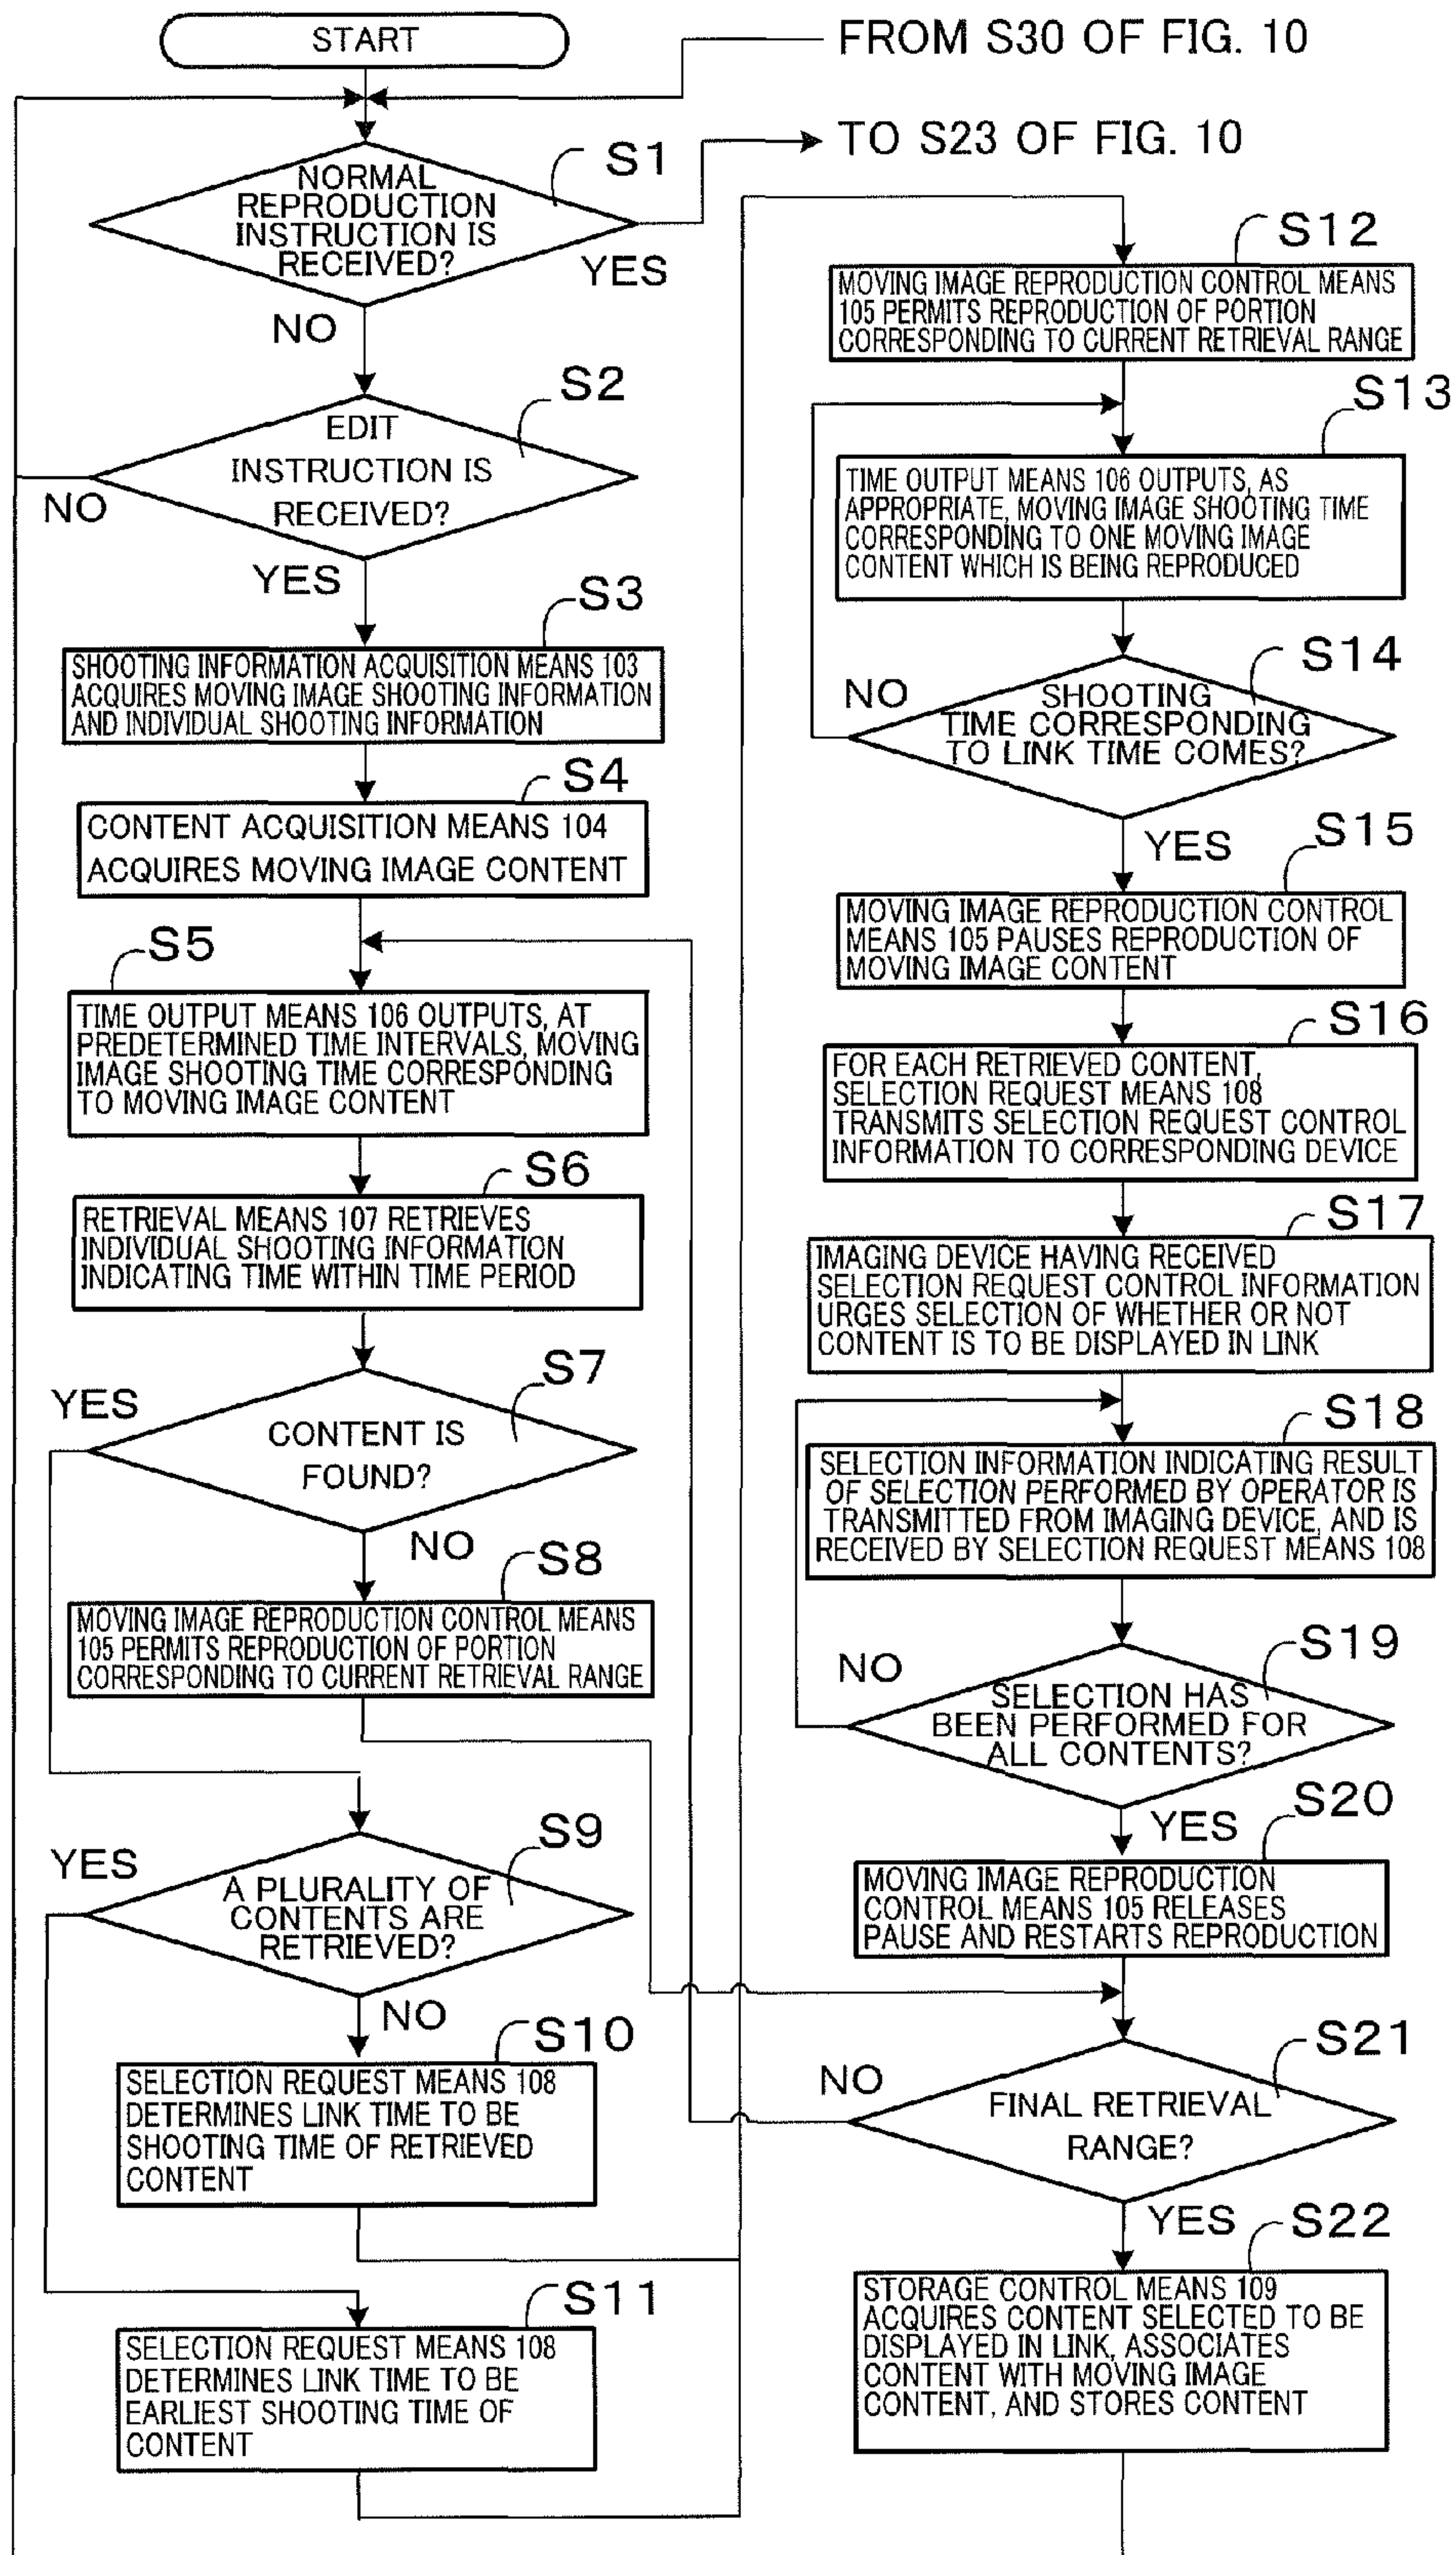 START
FROM S30 OF FIG. 10
TO S23 OF FIG. 10
S1
NORMAL
REPRODUCTION
INSTRUCTION IS
RECEIVED?
YES
NO
S2
EDIT
INSTRUCTION IS
RECEIVED?
NO
YES
S3
SHOOTING INFORMATION ACQUISITION MEANS 103
ACQUIRES MOVING IMAGE SHOOTING INFORMATION
AND INDIVIDUAL SHOOTING INFORMATION
S4
CONTENT ACQUISITION MEANS 104
ACQUIRES MOVING IMAGE CONTENT
S5
TIME OUTPUT MEANS 106 OUTPUTS, AT
PREDETERMINED TIME INTERVALS, MOVING
IMAGE SHOOTING TIME CORRESPONDING
TO MOVING IMAGE CONTENT
S6
RETRIEVAL MEANS 107 RETRIEVES
INDIVIDUAL SHOOTING INFORMATION
INDICATING TIME WITHIN TIME PERIOD
S7
YES
CONTENT IS
FOUND?
NO
S8
MOVING IMAGE REPRODUCTION CONTROL MEANS
105 PERMITS REPRODUCTION OF PORTION
CORRESPONDING TO CURRENT RETRIEVAL RANGE
S9
YES
A PLURALITY OF
CONTENTS ARE
RETRIEVED?
NO
S10
SELECTION REQUEST MEANS 108
DETERMINES LINK TIME TO BE
SHOOTING TIME OF RETRIEVED
CONTENT
S11
SELECTION REQUEST MEANS 108
DETERMINES LINK TIME TO BE
EARLIEST SHOOTING TIME OF
CONTENT
S12
MOVING IMAGE REPRODUCTION CONTROL MEANS
105 PERMITS REPRODUCTION OF PORTION
CORRESPONDING TO CURRENT RETRIEVAL RANGE
S13
TIME OUTPUT MEANS 106 OUTPUTS, AS
APPROPRIATE, MOVING IMAGE SHOOTING TIME
CORRESPONDING TO ONE MOVING IMAGE
CONTENT WHICH IS BEING REPRODUCED
S14
NO
SHOOTING
TIME CORRESPONDING
TO LINK TIME COMES?
YES
S15
MOVING IMAGE REPRODUCTION CONTROL
MEANS 105 PAUSES REPRODUCTION OF
MOVING IMAGE CONTENT
S16
FOR EACH RETRIEVED CONTENT,
SELECTION REQUEST MEANS 108
TRANSMITS SELECTION REQUEST CONTROL
INFORMATION TO CORRESPONDING DEVICE
S17
IMAGING DEVICE HAVING RECEIVED
SELECTION REQUEST CONTROL INFORMATION
URGES SELECTION OF WHETHER OR NOT
CONTENT IS TO BE DISPLAYED IN LINK
S18
SELECTION INFORMATION INDICATING RESULT
OF SELECTION PERFORMED BY OPERATOR IS
TRANSMITTED FROM IMAGING DEVICE, AND IS
RECEIVED BY SELECTION REQUEST MEANS 108
S19
NO
SELECTION HAS
BEEN PERFORMED FOR
ALL CONTENTS?
YES
S20
MOVING IMAGE REPRODUCTION
CONTROL MEANS 105 RELEASES
PAUSE AND RESTARTS REPRODUCTION
S21
NO
FINAL RETRIEVAL
RANGE?
YES
S22
STORAGE CONTROL MEANS 109
ACQUIRES CONTENT SELECTED TO BE
DISPLAYED IN LINK, ASSOCIATES
CONTENT WITH MOVING IMAGE
CONTENT, AND STORES CONTENT